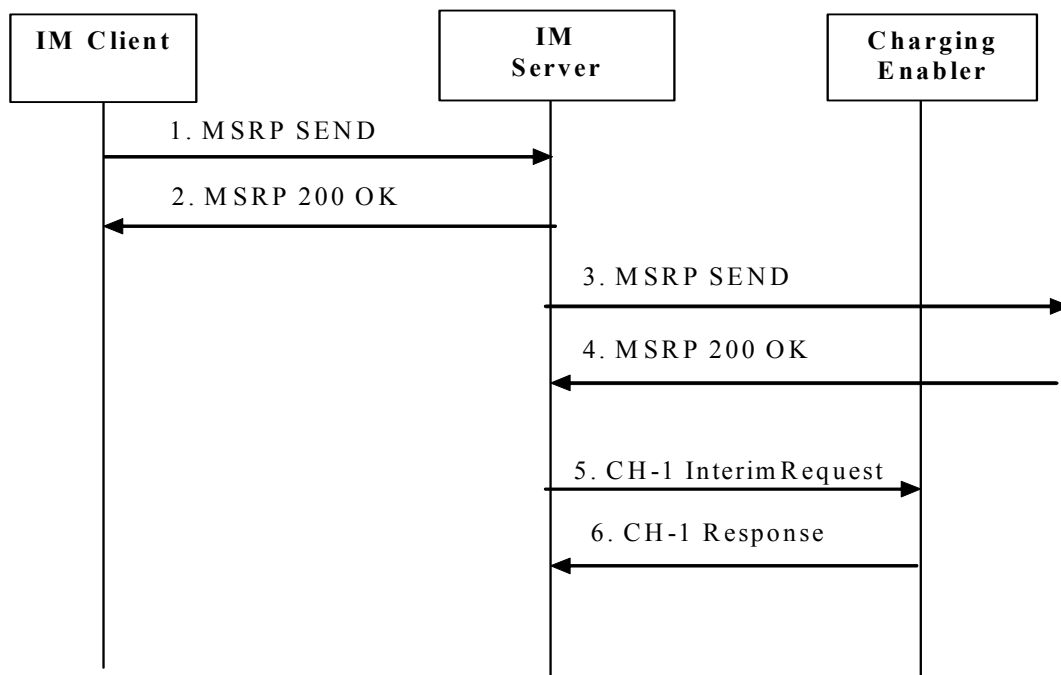 IM Client
IM
Server
Charging
Enabler
1. MSRP SEND
2. MSRP 200 OK
3. MSRP SEND
4. MSRP 200 OK
5. CH-1 InterimRequest
6. CH-1 Response